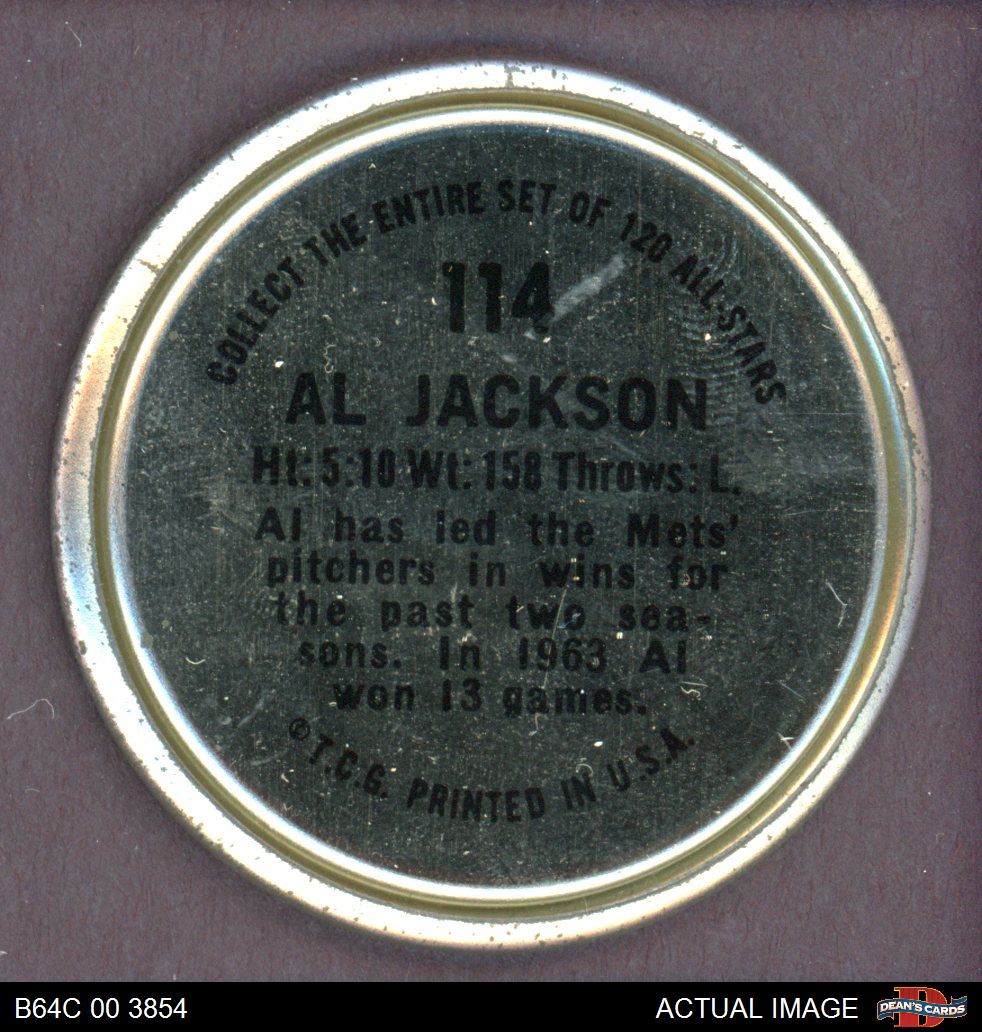 COLLECT THE ENTIRE SET OF 120 ALL-STARS
114
AL JACKSON
Ht: 5:10 Wt: 158 Throws: L.
Al has led the Mets'
pitchers in wins for
the past two sea-
sons. In 1963 Al
won 13 games.
© T.C.G. PRINTED IN U.S.A.
B64C 00 3854
ACTUAL IMAGE
DEAN'S CARDS